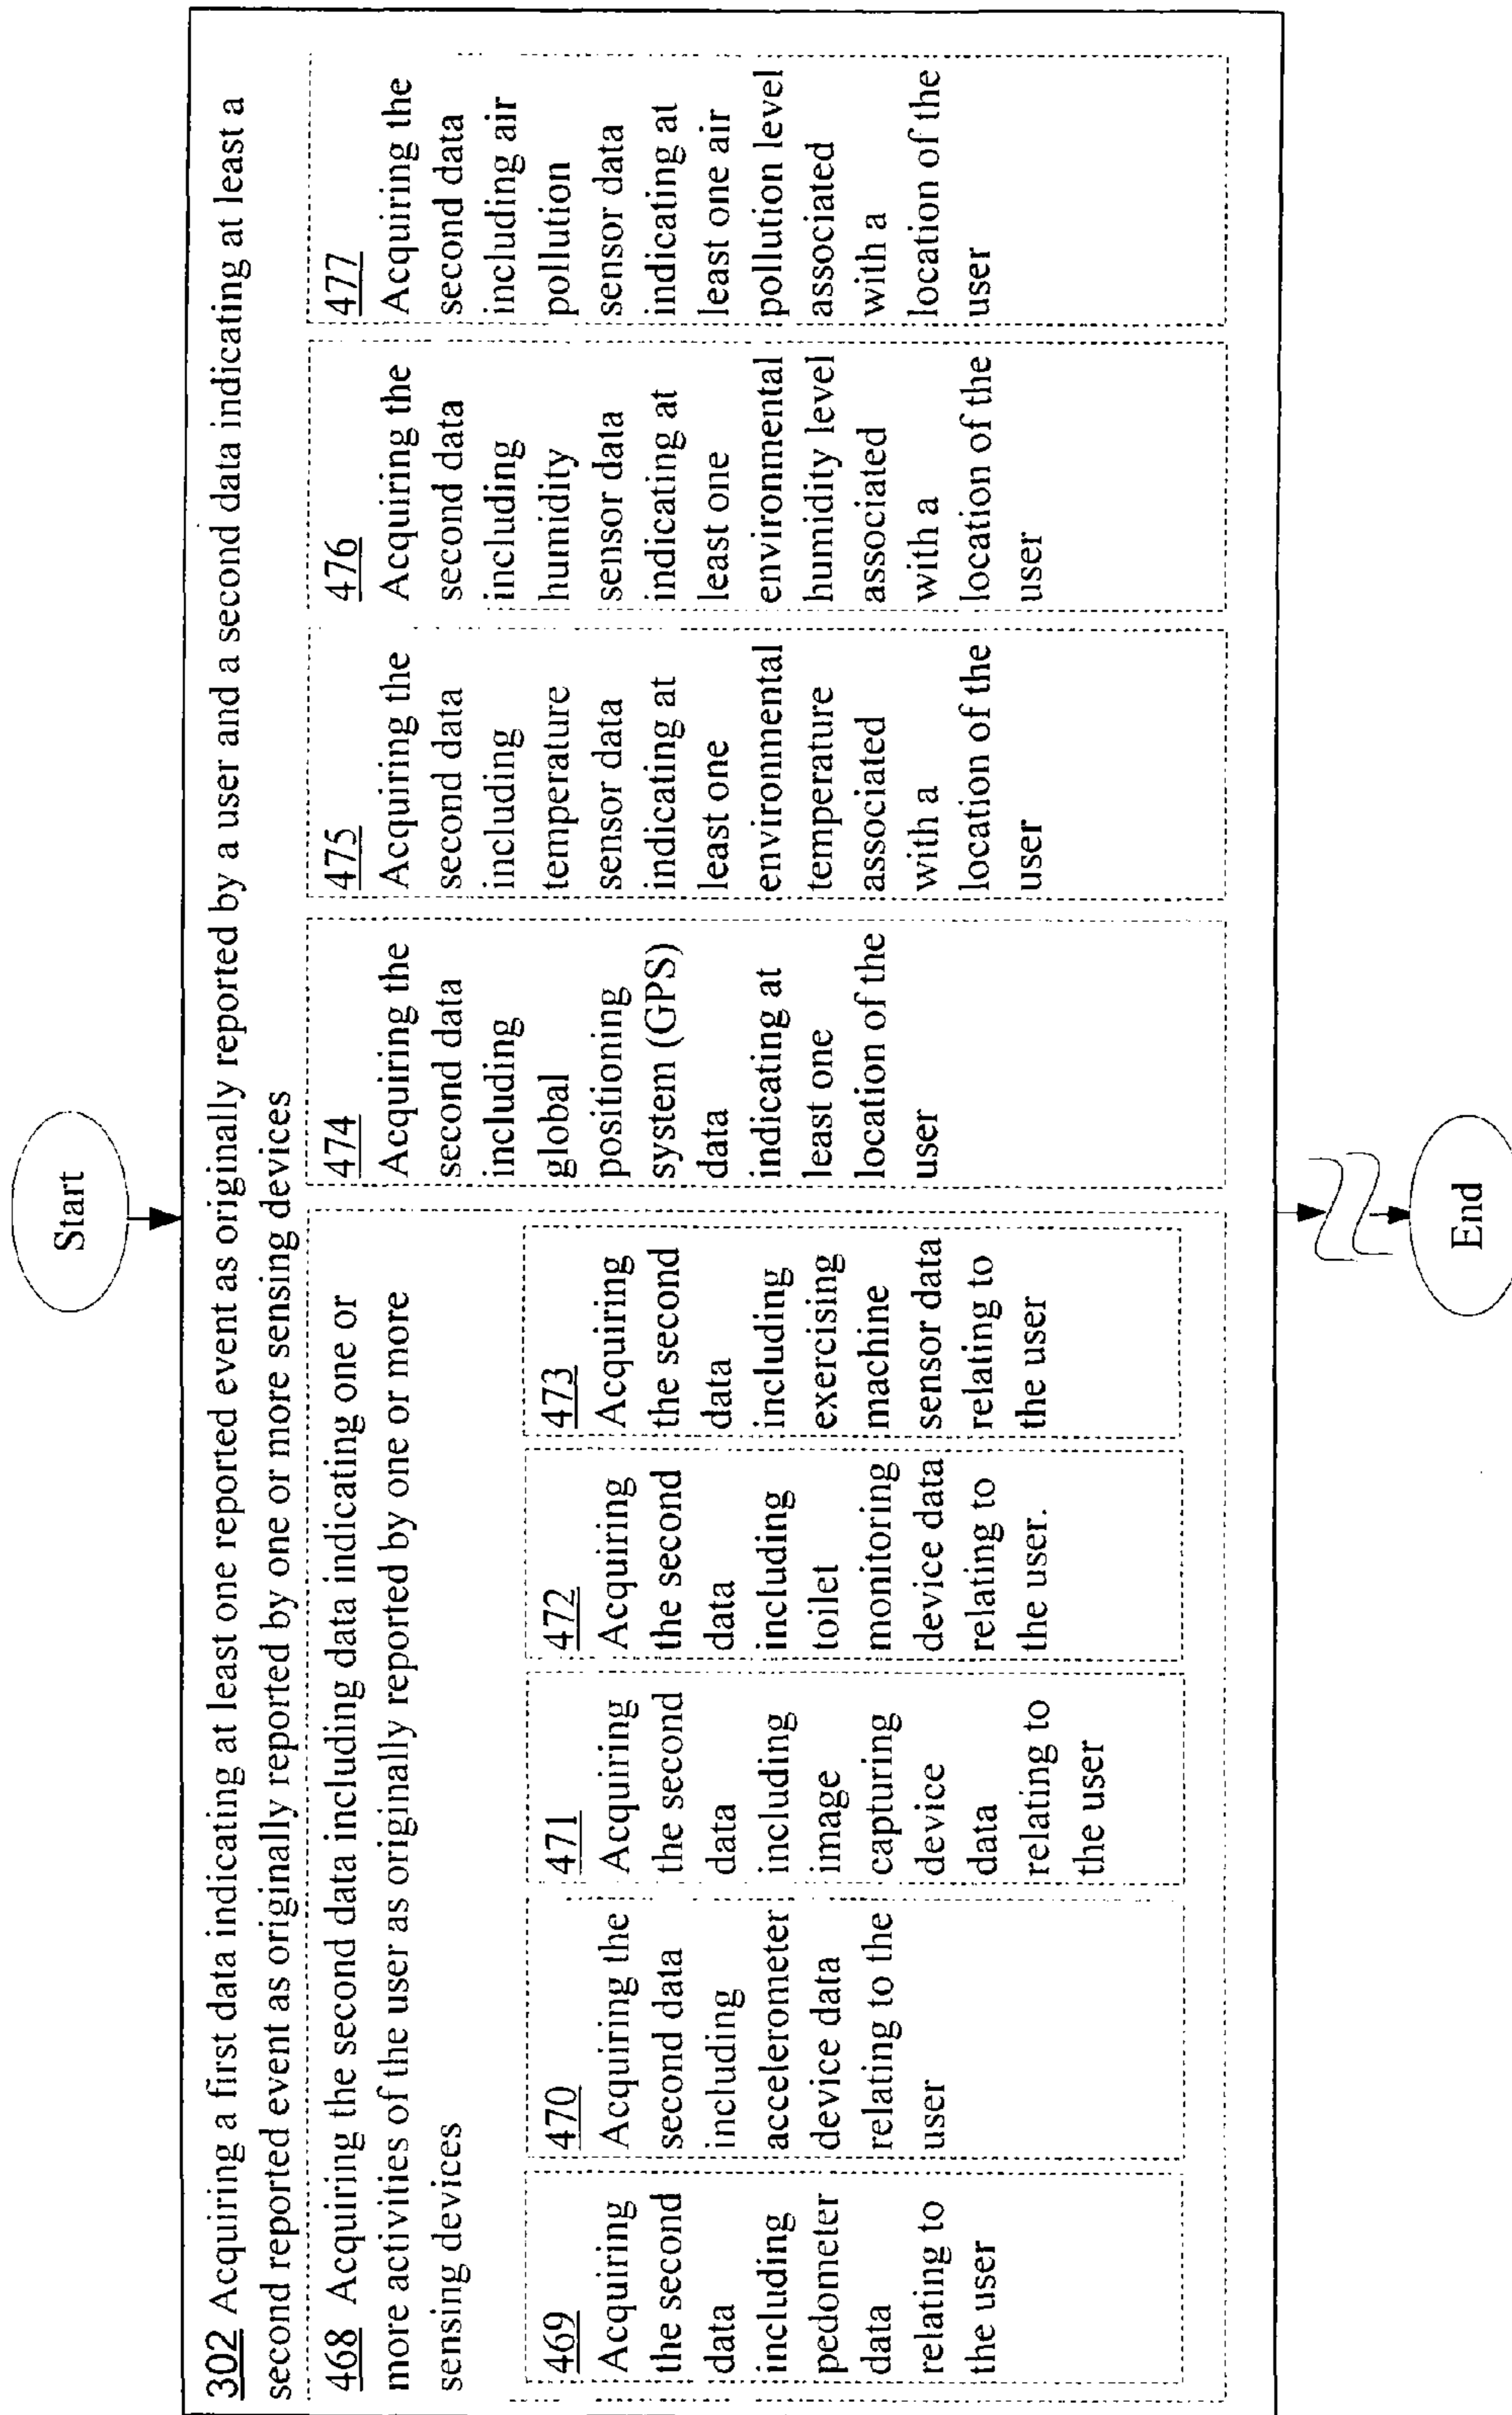 Start
302 Acquiring a first data indicating at least one reported event as originally reported by a user and a second data indicating at least a
second reported event as originally reported by one or more sensing devices
468 Acquiring the second data including data indicating one or
more activities of the user as originally reported by one or more
sensing devices
469
Acquiring
the second
data
including
pedometer
data
relating to
the user
470
Acquiring the
second data
including
accelerometer
device data
relating to the
user
471
Acquiring
the second
data
including
image
capturing
device
data
relating to
the user
472
Acquiring
the second
data
including
toilet
monitoring
device data
relating to
the user.
473
Acquiring
the second
data
including
exercising
machine
sensor data
relating to
the user
474
Acquiring the
second data
including
global
positioning
system (GPS)
data
indicating at
least one
location of the
user
475
Acquiring the
second data
including
temperature
sensor data
indicating at
least one
environmental
temperature
associated
with a
location of the
user
476
Acquiring the
second data
including
humidity
sensor data
indicating at
least one
environmental
humidity level
associated
with a
location of the
user
477
Acquiring the
second data
including air
pollution
sensor data
indicating at
least one air
pollution level
associated
with a
location of the
user
End